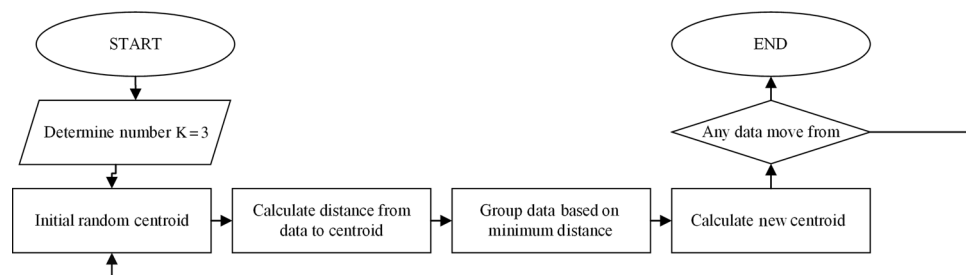 START
Determine number K = 3
Initial random centroid
Calculate distance from
data to centroid
Group data based on
minimum distance
Calculate new centroid
Any data move from
END